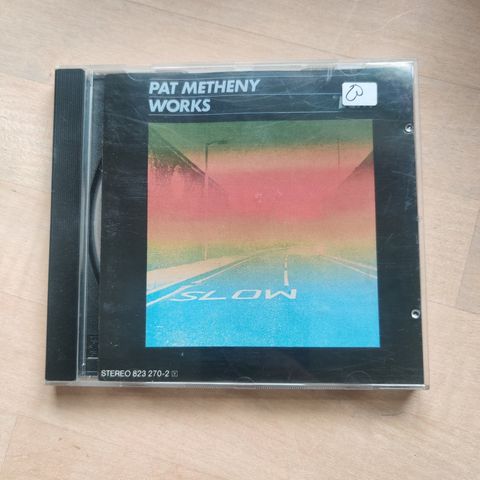 PAT METHENY
WORKS
SLOW
STEREO 823 270-2